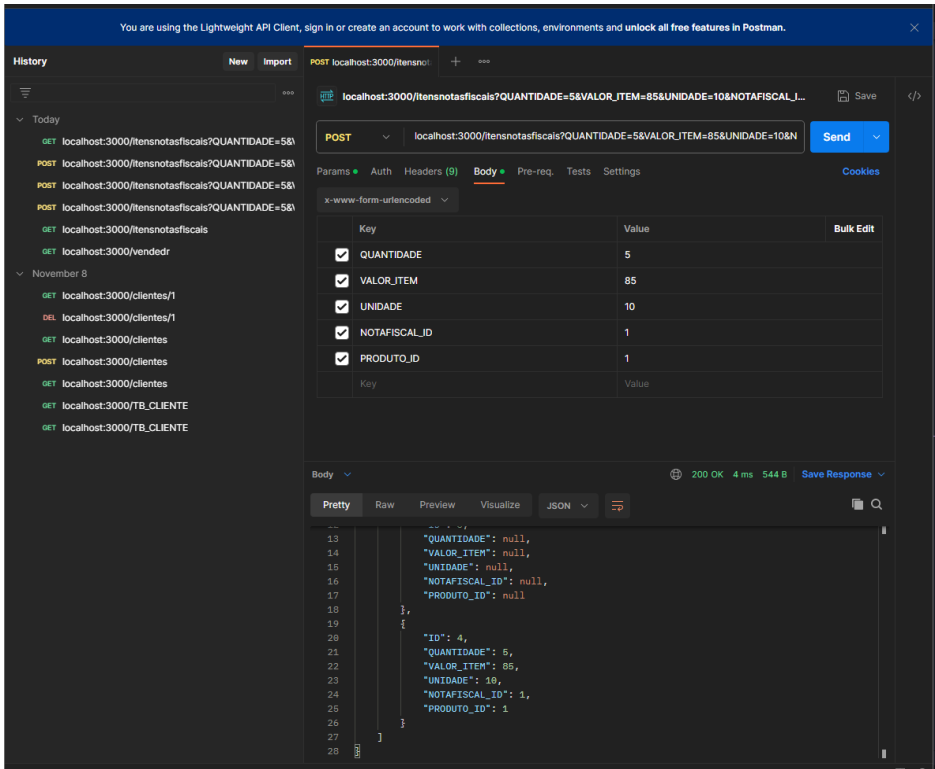 You are using the Lightweight API Client, sign in or create an account to work with collections, environments and unlock all free features in Postman.
History
New
Import
Today
GET localhost:3000/itensnotasfiscais?QUANTIDADE=5&\
POST localhost:3000/itensnotasfiscais?QUANTIDADE=5&\
POST localhost:3000/itensnotasfiscais?QUANTIDADE=5&\
POST localhost:3000/itensnotasfiscais?QUANTIDADE=5&\
GET localhost:3000/itensnotasfiscais
GET localhost:3000/vendedr
November 8
GET localhost:3000/clientes/1
DEL localhost:3000/clientes/1
GET localhost:3000/clientes
POST localhost:3000/clientes
GET localhost:3000/clientes
GET localhost:3000/TB_CLIENTE
GET localhost:3000/TB_CLIENTE
POST localhost:3000/itensnot
HTTP localhost:3000/itensnotasfiscais?QUANTIDADE=5&VALOR_ITEM=85&UNIDADE=10&NOTAFISCAL_I...
Save
</>
POST
localhost:3000/itensnotasfiscais?QUANTIDADE=5&VALOR_ITEM=85&UNIDADE=10&N
Send
Params Auth Headers (9) Body Pre-req. Tests Settings Cookies
x-www-form-urlencoded
Key Value Bulk Edit
QUANTIDADE 5
VALOR_ITEM 85
UNIDADE 10
NOTAFISCAL_ID 1
PRODUTO_ID 1
Key Value
Body 200 OK 4 ms 544 B Save Response
Pretty Raw Preview Visualize JSON
13 "QUANTIDADE": null,
14 "VALOR_ITEM": null,
15 "UNIDADE": null,
16 "NOTAFISCAL_ID": null,
17 "PRODUTO_ID": null
18 },
19 {
20 "ID": 4,
21 "QUANTIDADE": 5,
22 "VALOR_ITEM": 85,
23 "UNIDADE": 10,
24 "NOTAFISCAL_ID": 1,
25 "PRODUTO_ID": 1
26 }
27 ]
28 }